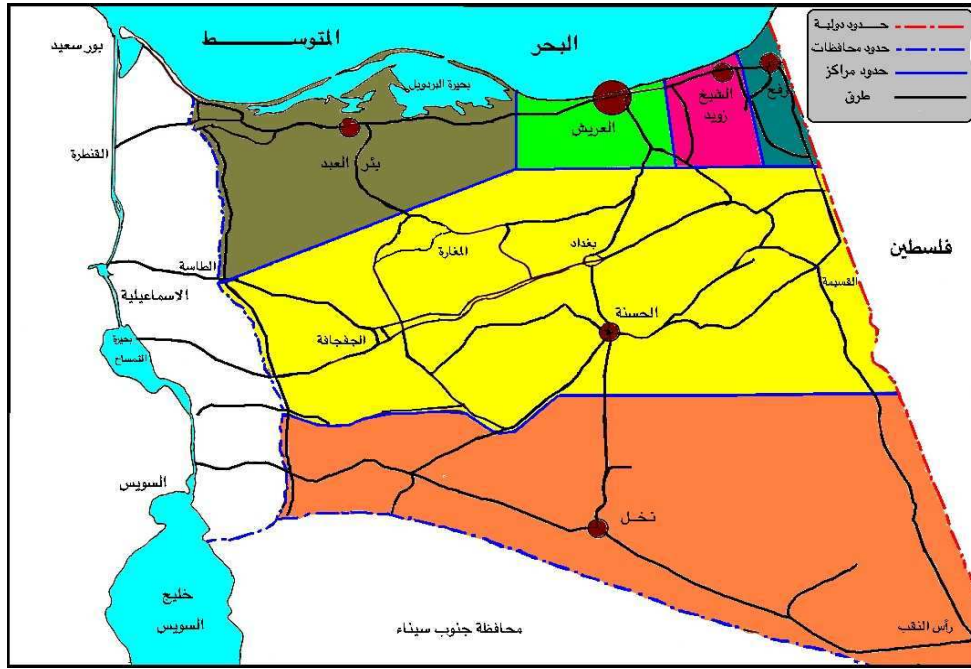 حدود دولية
حدود محافظات
حدود مراكز
طرق
البحر
المتوسط
بور سعيد
بحيرة البردويل
رفح
الشيخ
زويد
العريش
بئر العبد
القنطرة
فلسطين
المغارة
بغداد
الطاسة
القسيمة
الاسماعيلية
الحسنة
الجفجافة
بحيرة
التمساح
السويس
نخل
خليج
السويس
محافظة جنوب سيناء
رأس النقب